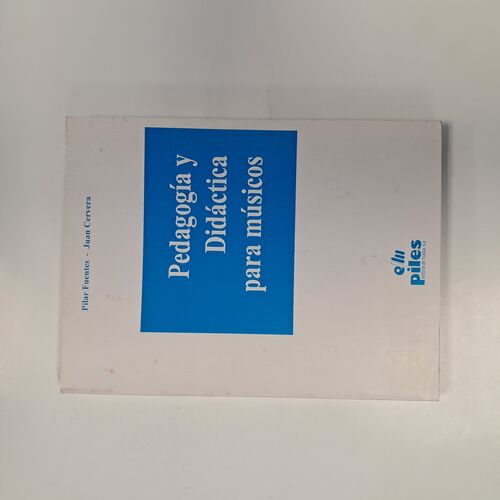 Pilar Fuentes - Juan Cervera
Pedagogía y
Didáctica
para músicos
piles